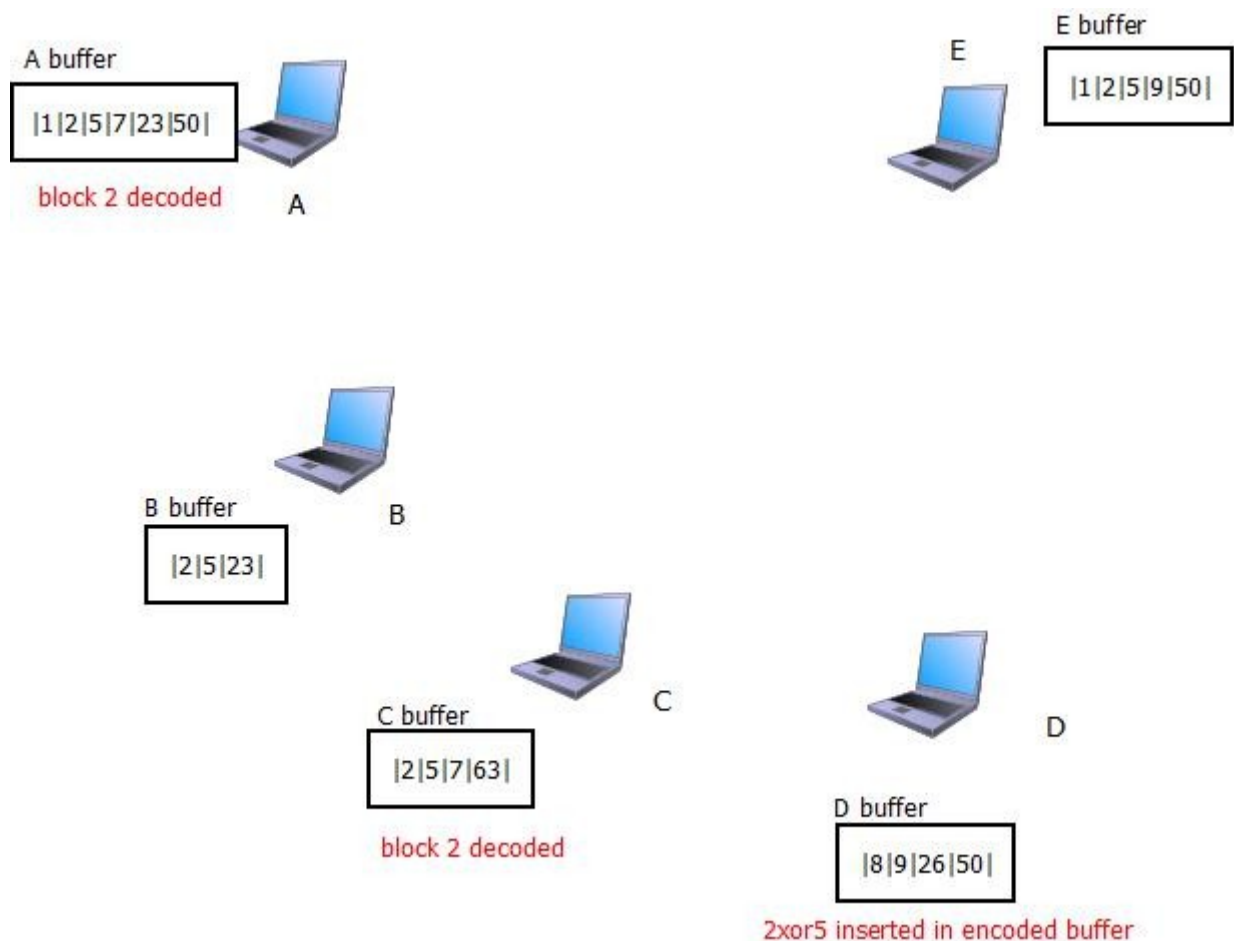 A buffer
|1|2|5|7|23|50|
block 2 decoded
A
E
E buffer
|1|2|5|9|50|
B
B buffer
|2|5|23|
C
C buffer
|2|5|7|63|
block 2 decoded
D
D buffer
|8|9|26|50|
2xor5 inserted in encoded buffer